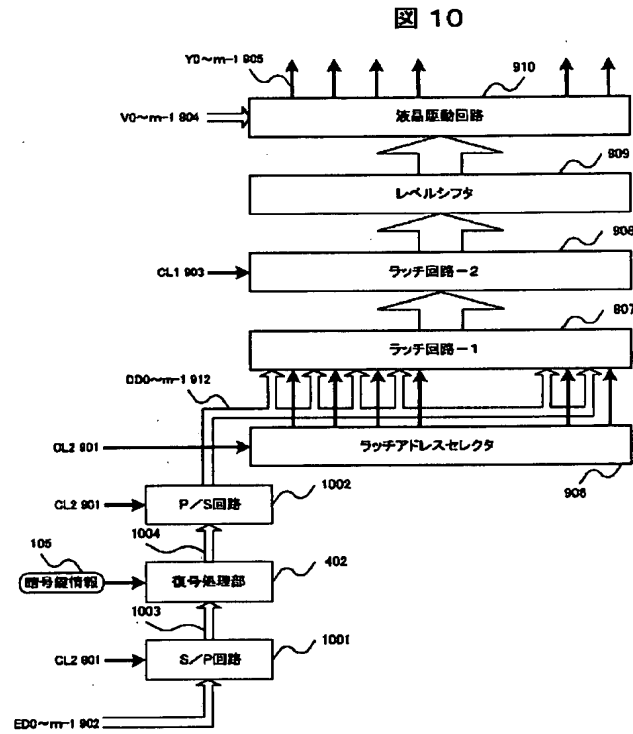 図 10
Y0~m-1 905
910
液晶駆動回路
V0~m-1 904
909
レベルシフタ
908
ラッチ回路-2
CL1 903
907
ラッチ回路-1
DD0~m-1 912
ラッチアドレスセレクタ
CL2 901
906
P/S回路
1002
CL2 901
1004
105
暗号鍵情報
復号処理部
402
1003
S/P回路
1001
CL2 901
ED0~m-1 902